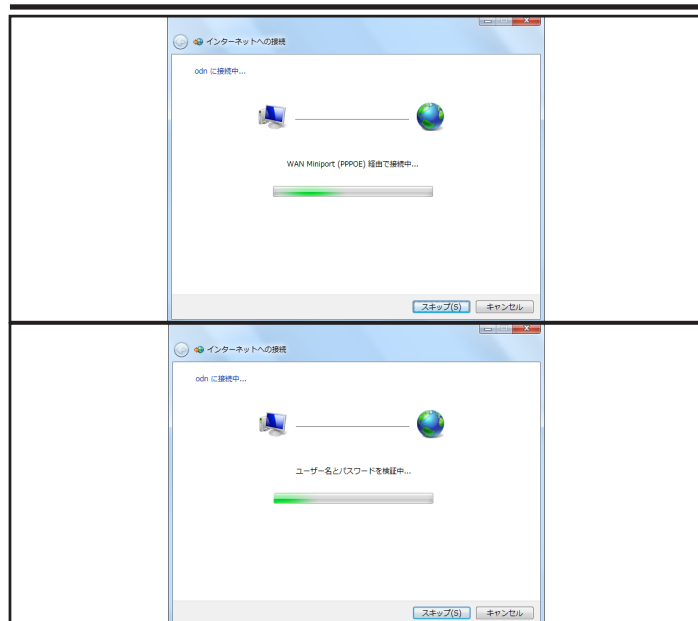 インターネットへの接続
odn に接続中...
WAN Miniport (PPPOE) 経由で接続中...
スキップ(S)
キャンセル
インターネットへの接続
odn に接続中...
ユーザー名とパスワードを検証中...
スキップ(S)
キャンセル